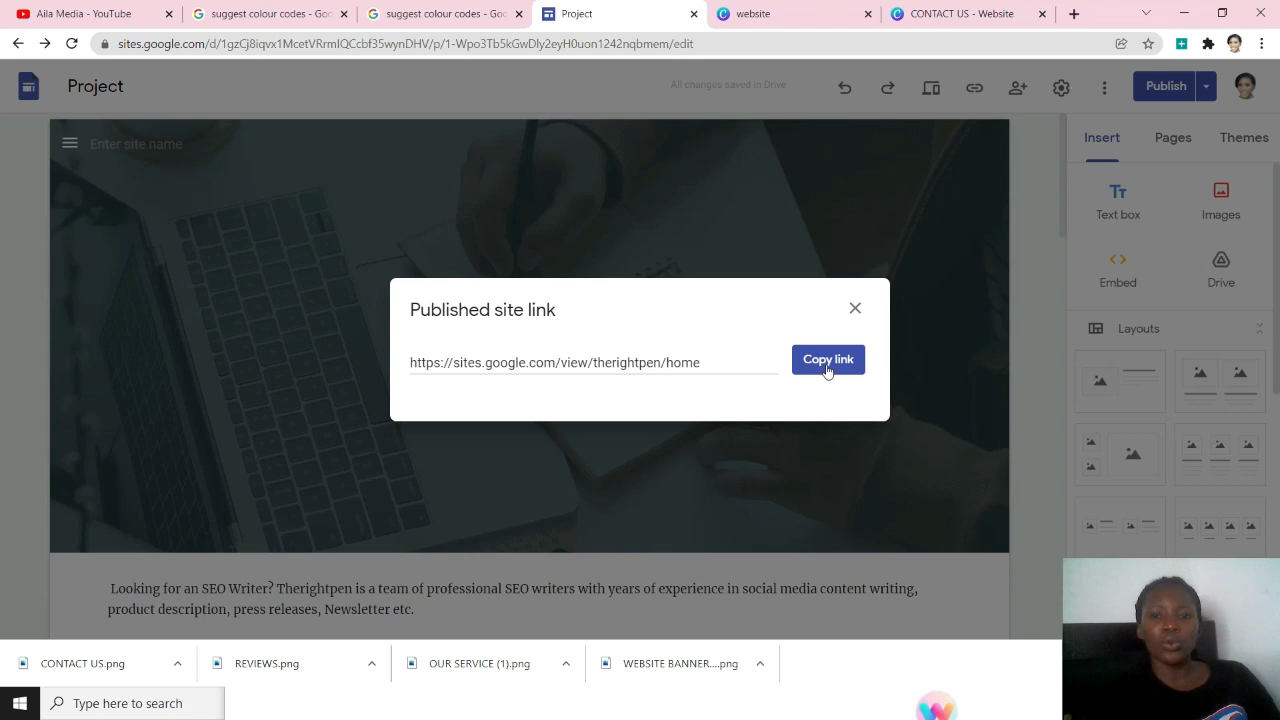 Aila Media - YouTube
suggest colour codes - Goo
suggest colour codes - Goo
Project
website
CONTACT US - Website
sites.google.com/d/1gzCj8iqvx1McetVRrmIQCcbf35wynDHV/p/1-Wpo3Tb5kGwDly2eyH0uon1242nqbmem/edit
Project
All changes saved in Drive
Publish
Enter site name
Insert
Pages
Themes
Text box
Images
Embed
Drive
Layouts
Published site link
https://sites.google.com/view/therightpen/home
Copy link
Looking for an SEO Writer? Therightpen is a team of professional SEO writers with years of experience in social media content writing,
product description, press releases, Newsletter etc.
CONTACT US.png
REVIEWS.png
OUR SERVICE (1).png
WEBSITE BANNER....png
Type here to search